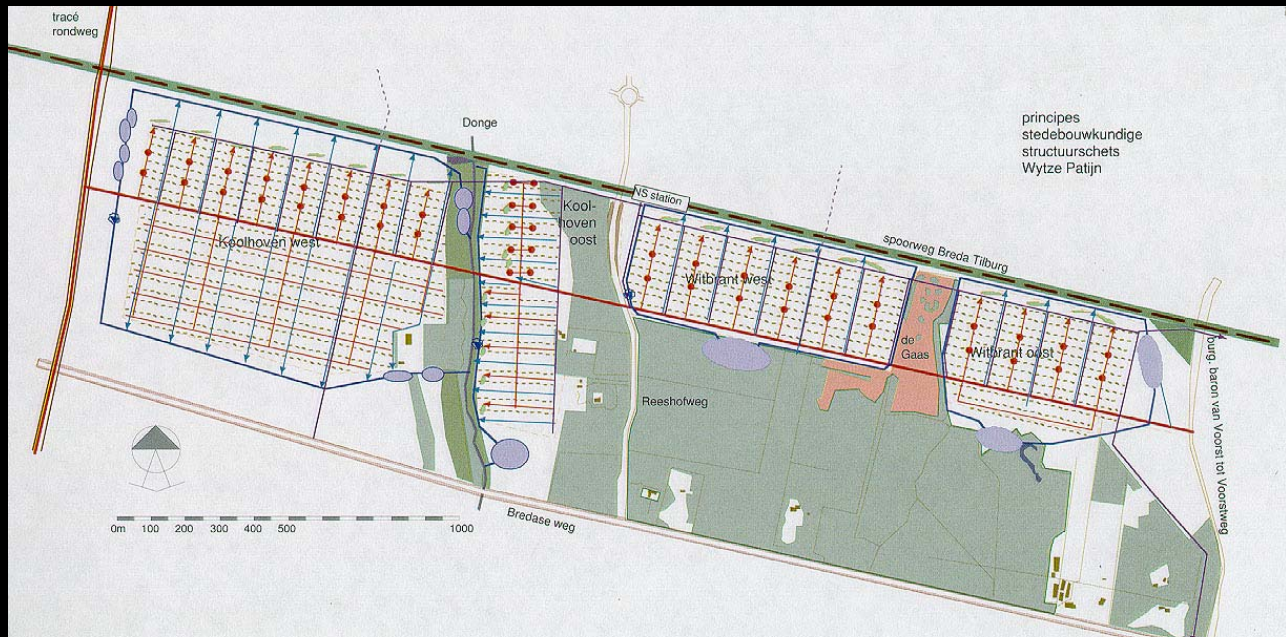 tracé
rondweg
Donge
principes
stedebouwkundige
structuurschets
Wytze Patijn
NS station
Kool-
hoven
oost
Koolhoven west
spoorweg Breda Tilburg
Witbrant west
de
Gaas
Witbrant oost
burg. baron van Voorst tot Voorstweg
Reeshofweg
Bredase weg
0m 100 200 300 400 500 1000